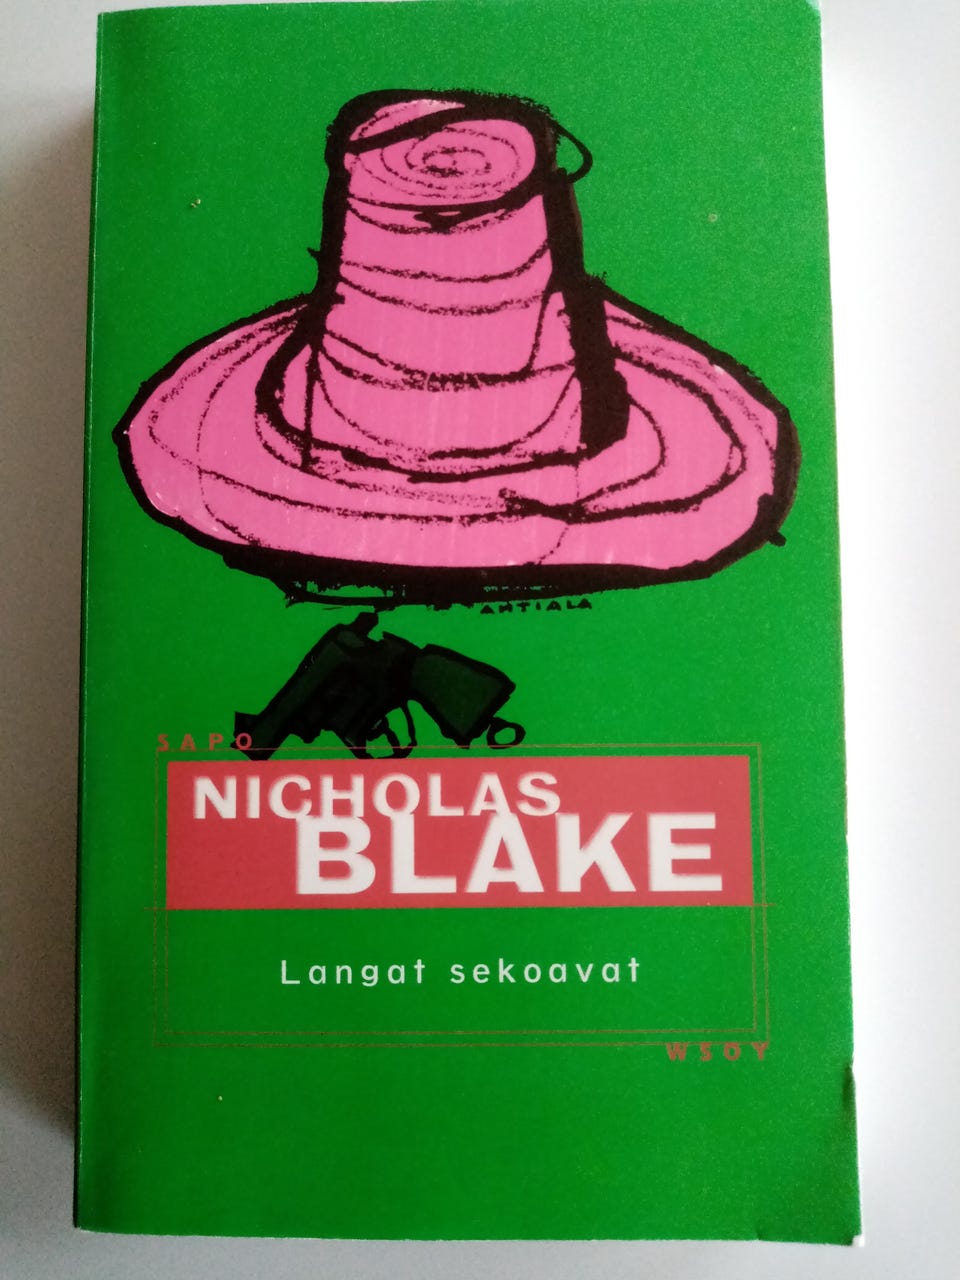 ANTIALA
SAPO
NICHOLAS
BLAKE
Langat sekoavat
WSOY